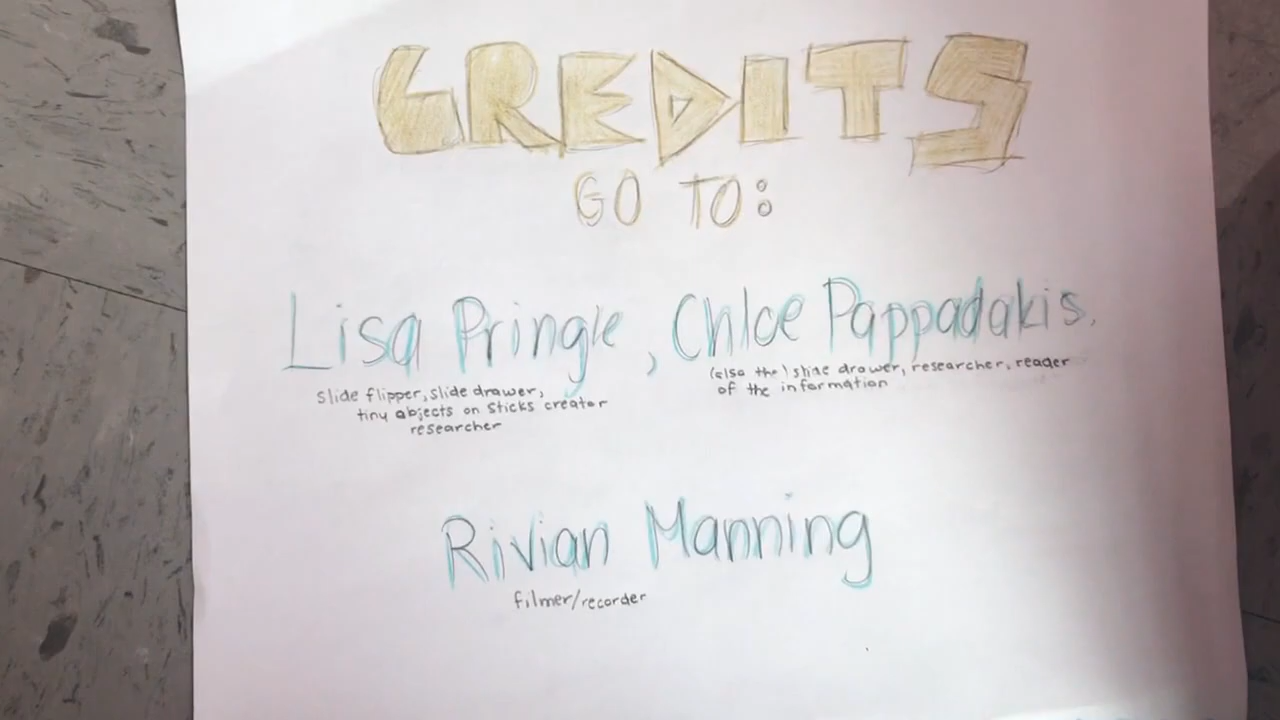 CREDITS
GO TO:
Lisa Pringle, Chloe Pappadakis.
slide flipper, slide drawer,
tiny objects on sticks creator
researcher
(also the) slide drawer, researcher, reader
of the information
Rivian Manning
filmer/recorder